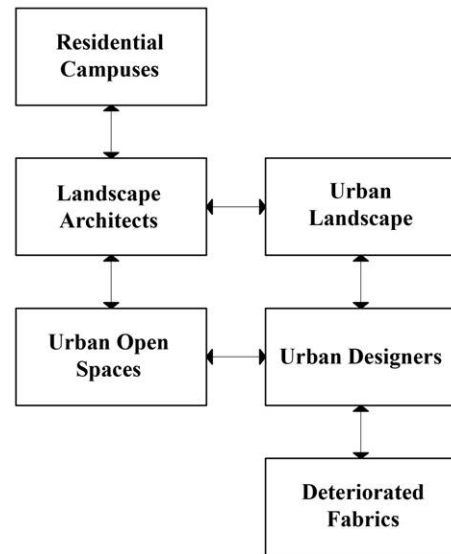 Residential
Campuses
Landscape
Architects
Urban
Landscape
Urban Open
Spaces
Urban Designers
Deteriorated
Fabrics